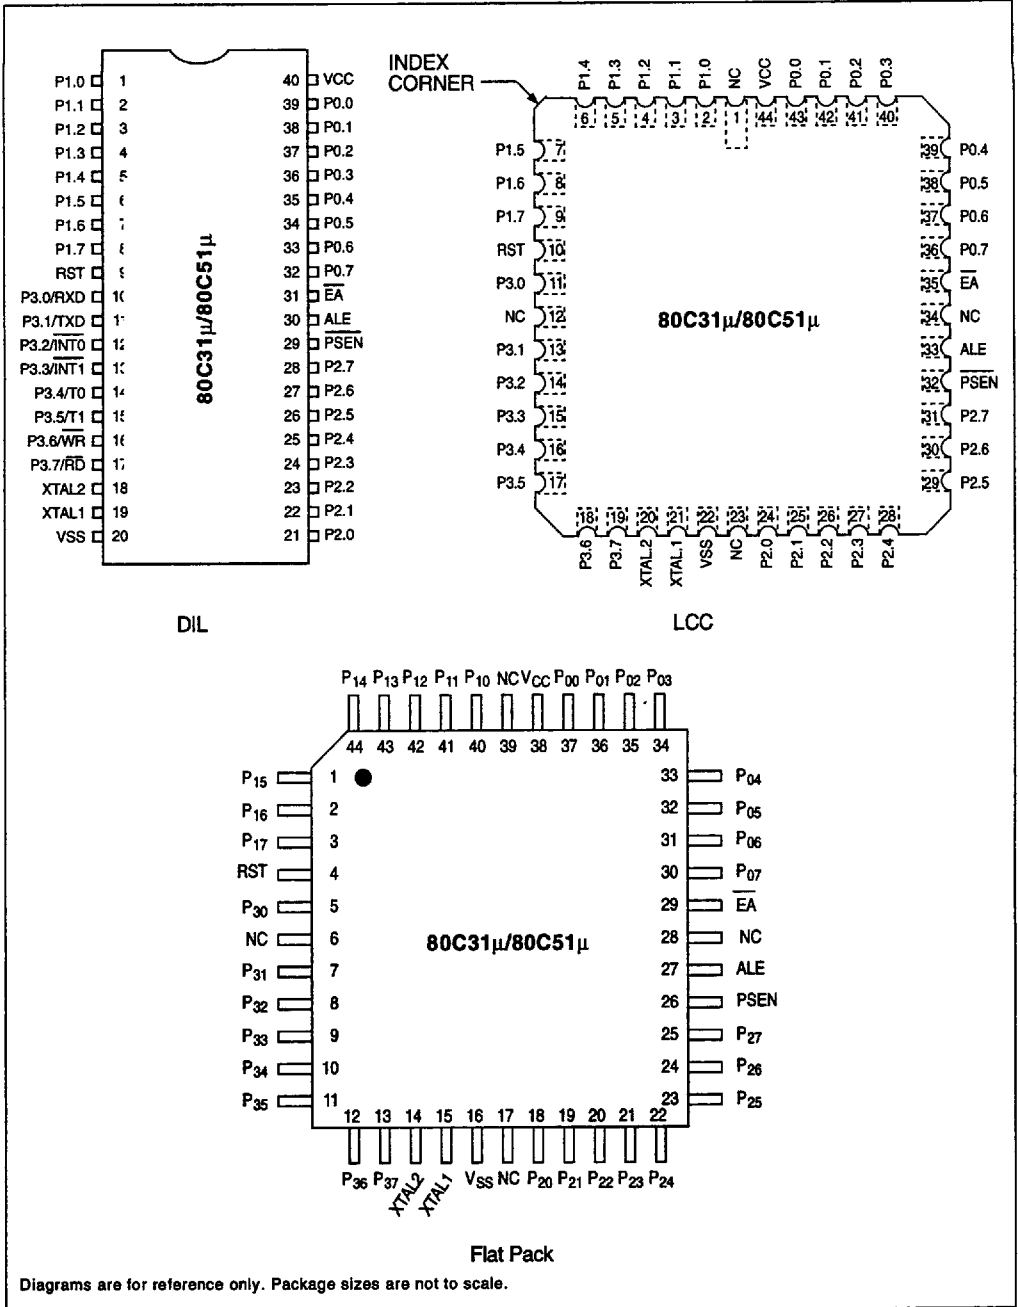 P1.0 1 40 VCC
P1.1 2 39 P0.0
P1.2 3 38 P0.1
P1.3 4 37 P0.2
P1.4 5 36 P0.3
P1.5 35 P0.4
P1.6 34 P0.5
P1.7 33 P0.6
RST 32 P0.7
P3.0/RXD 31 EA
P3.1/TXD 30 ALE
P3.2/INT0 29 PSEN
P3.3/INT1 28 P2.7
P3.4/T0 27 P2.6
P3.5/T1 26 P2.5
P3.6/WR 25 P2.4
P3.7/RD 24 P2.3
XTAL2 18 23 P2.2
XTAL1 19 22 P2.1
VSS 20 21 P2.0
80C31µ/80C51µ
DIL
INDEX
CORNER
P1.4 P1.3 P1.2 P1.1 P1.0 NC VCC P0.0 P0.1 P0.2 P0.3
6 5 4 3 2 1 44 43 42 41 40
P1.5 7 39 P0.4
P1.6 8 38 P0.5
P1.7 9 37 P0.6
RST 10 36 P0.7
P3.0 11 35 EA
NC 12 34 NC
P3.1 13 33 ALE
P3.2 14 32 PSEN
P3.3 15 31 P2.7
P3.4 16 30 P2.6
P3.5 17 29 P2.5
80C31µ/80C51µ
18 19 20 21 22 23 24 25 26 27 28
P3.6 P3.7 XTAL2 XTAL1 VSS NC P2.0 P2.1 P2.2 P2.3 P2.4
LCC
P14 P13 P12 P11 P10 NC VCC P00 P01 P02 P03
44 43 42 41 40 39 38 37 36 35 34
P15 1 33 P04
P16 2 32 P05
P17 3 31 P06
RST 4 30 P07
P30 5 29 EA
NC 6 28 NC
P31 7 27 ALE
P32 8 26 PSEN
P33 9 25 P27
P34 10 24 P26
P35 11 23 P25
80C31µ/80C51µ
12 13 14 15 16 17 18 19 20 21 22
P36 P37 XTAL2 XTAL1 VSS NC P20 P21 P22 P23 P24
Flat Pack
Diagrams are for reference only. Package sizes are not to scale.